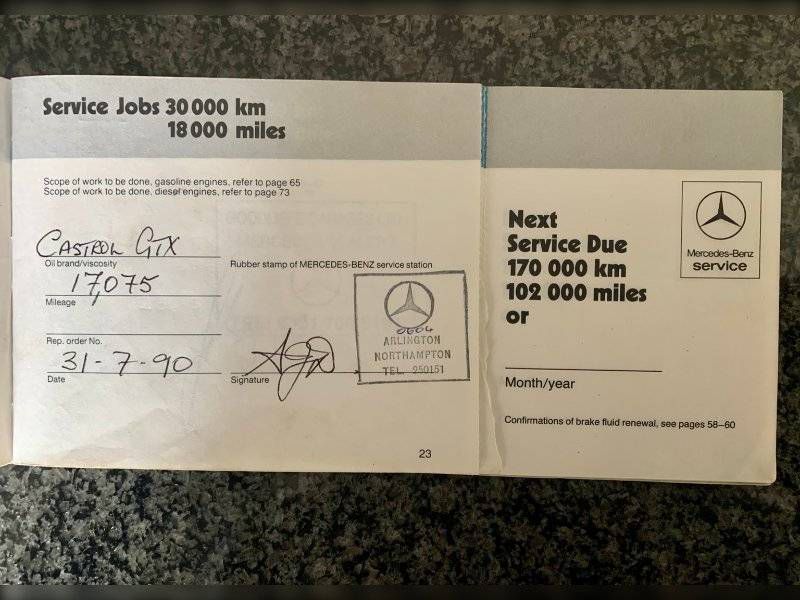 Service Jobs 30 000 km
18 000 miles
Scope of work to be done, gasoline engines, refer to page 65
Scope of work to be done, diesel engines, refer to page 73
CASTROL GTX
Oil brand/viscosity
17,075
Mileage
Rep. order No.
31-7-90
Date
Rubber stamp of MERCEDES-BENZ service station
0604
ARLINGTON
NORTHAMPTON
TEL. 250151
Signature
23
Mercedes-Benz
service
Next
Service Due
170 000 km
102 000 miles
or
Month/year
Confirmations of brake fluid renewal, see pages 58–60